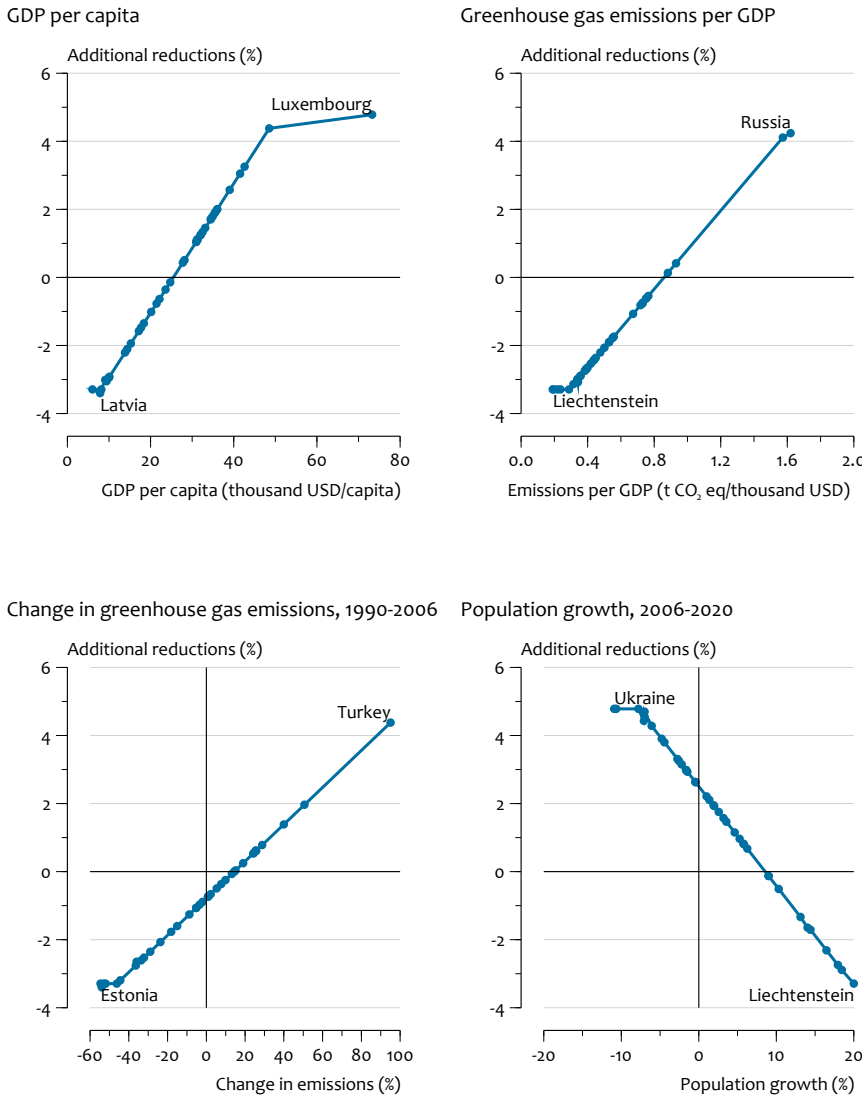 GDP per capita
Additional reductions (%)
6
4
2
0
-2
-4
Luxembourg
Latvia
0 20 40 60 80
GDP per capita (thousand USD/capita)
Greenhouse gas emissions per GDP
Additional reductions (%)
6
4
2
0
-2
-4
Russia
Liechtenstein
0.0 0.4 0.8 1.2 1.6 2.0
Emissions per GDP (t CO₂ eq/thousand USD)
Change in greenhouse gas emissions, 1990-2006
Additional reductions (%)
6
4
2
0
-2
-4
Turkey
Estonia
-60 -40 -20 0 20 40 60 80 100
Change in emissions (%)
Population growth, 2006-2020
Additional reductions (%)
6
4
2
0
-2
-4
Ukraine
Liechtenstein
-20 -10 0 10 20
Population growth (%)